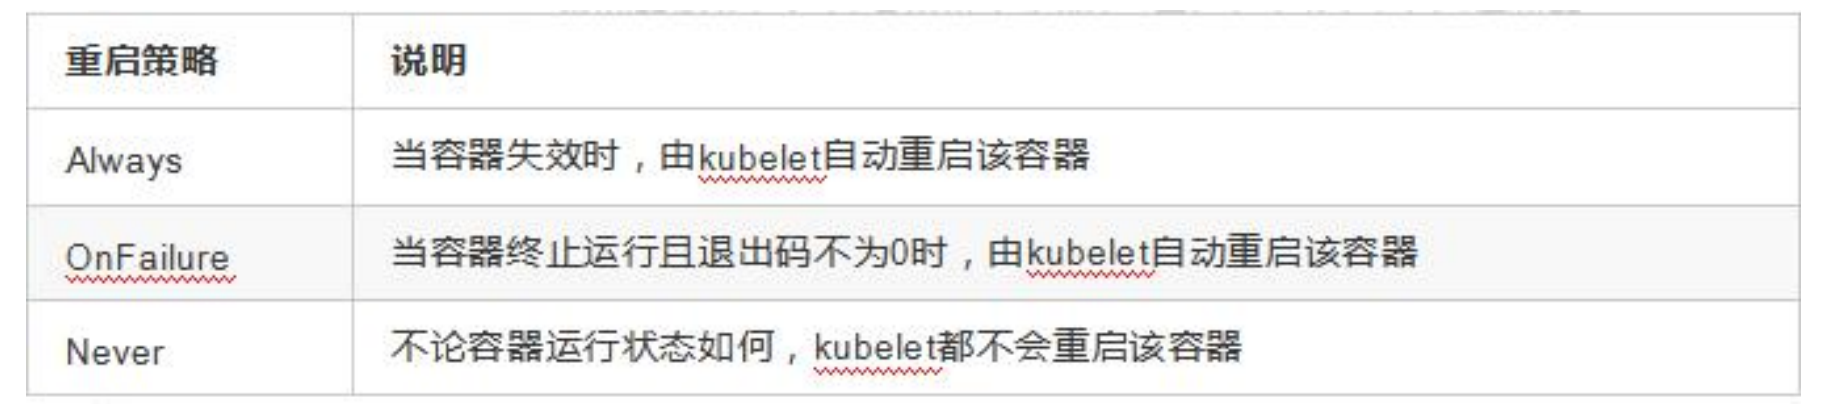 重启策略 说明
Always 当容器失效时，由kubelet自动重启该容器
OnFailure 当容器终止运行且退出码不为0时，由kubelet自动重启该容器
Never 不论容器运行状态如何，kubelet都不会重启该容器